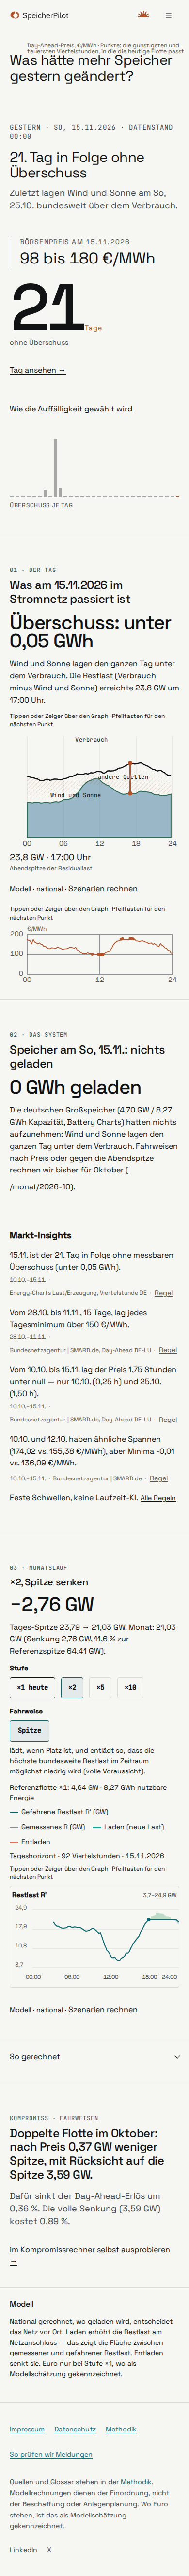 SpeicherPilot
Day-Ahead-Preis, €/MWh · Punkte: die günstigsten und
teuersten Viertelstunden, in die die heutige Flotte passt
Was hätte mehr Speicher
gestern geändert?
GESTERN · SO, 15.11.2026 · DATENSTAND
00:00
21. Tag in Folge ohne
Überschuss
Zuletzt lagen Wind und Sonne am So,
25.10. bundesweit über dem Verbrauch.
BÖRSENPREIS AM 15.11.2026
98 bis 180 €/MWh
21 Tage
ohne Überschuss
Tag ansehen →
Wie die Auffälligkeit gewählt wird
ÜBERSCHUSS JE TAG
01 · DER TAG
Was am 15.11.2026 im
Stromnetz passiert ist
Überschuss: unter
0,05 GWh
Wind und Sonne lagen den ganzen Tag unter
dem Verbrauch. Die Restlast (Verbrauch
minus Wind und Sonne) erreichte 23,8 GW um
17:00 Uhr.
Tippen oder Zeiger über den Graph · Pfeiltasten für den
nächsten Punkt
Verbrauch
andere Quellen
Wind und Sonne
00 06 12 18 24
23,8 GW · 17:00 Uhr
Abendspitze der Residuallast
Modell · national · Szenarien rechnen
Tippen oder Zeiger über den Graph · Pfeiltasten für den
nächsten Punkt
€/MWh
200
100
0
00 12 24
02 · DAS SYSTEM
Speicher am So, 15.11.: nichts
geladen
0 GWh geladen
Die deutschen Großspeicher (4,70 GW / 8,27
GWh Kapazität, Battery Charts) hatten nichts
aufzunehmen: Wind und Sonne lagen den
ganzen Tag unter dem Verbrauch. Fahrweisen
nach Preis oder gegen die Abendspitze
rechnen wir bisher für Oktober (
/monat/2026-10).
Markt-Insights
15.11. ist der 21. Tag in Folge ohne messbaren
Überschuss (unter 0,05 GWh).
10.10.–15.11. ·
Energy-Charts Last/Erzeugung, Viertelstunde DE · Regel
Vom 28.10. bis 11.11., 15 Tage, lag jedes
Tagesminimum über 150 €/MWh.
28.10.–11.11. ·
Bundesnetzagentur | SMARD.de, Day-Ahead DE-LU · Regel
Vom 10.10. bis 15.11. lag der Preis 1,75 Stunden
unter null — nur 10.10. (0,25 h) und 25.10.
(1,50 h).
10.10.–15.11. ·
Bundesnetzagentur | SMARD.de, Day-Ahead DE-LU · Regel
10.10. und 12.10. haben ähnliche Spannen
(174,02 vs. 155,38 €/MWh), aber Minima -0,01
vs. 136,09 €/MWh.
10.10.–15.11. · Bundesnetzagentur | SMARD.de · Regel
Feste Schwellen, keine Laufzeit-KI. Alle Regeln
03 · MONATSLAUF
×2, Spitze senken
−2,76 GW
Tages-Spitze 23,79 → 21,03 GW. Monat: 21,03
GW (Senkung 2,76 GW, 11,6 % zur
Referenzspitze 64,41 GW).
Stufe
×1 heute ×2 ×5 ×10
Fahrweise
Spitze
lädt, wenn Platz ist, und entlädt so, dass die
höchste bundesweite Restlast im Zeitraum
möglichst niedrig wird (volle Voraussicht).
Referenzflotte ×1: 4,64 GW · 8,27 GWh nutzbare
Energie
Gefahrene Restlast R′ (GW)
Gemessenes R (GW) Laden (neue Last)
Entladen
Tageshorizont · 92 Viertelstunden · 15.11.2026
Tippen oder Zeiger über den Graph · Pfeiltasten für den
nächsten Punkt
Restlast R′ 3,7–24,9 GW
24,9
17,9
10,8
3,7
00:00 06:00 12:00 18:00 24:00
Modell · national · Szenarien rechnen
So gerechnet
KOMPROMISS · FAHRWEISEN
Doppelte Flotte im Oktober:
nach Preis 0,37 GW weniger
Spitze, mit Rücksicht auf die
Spitze 3,59 GW.
Dafür sinkt der Day-Ahead-Erlös um
0,36 %. Die volle Senkung (3,59 GW)
kostet 0,89 %.
im Kompromissrechner selbst ausprobieren
→
Modell
National gerechnet, wo geladen wird, entscheidet
das Netz vor Ort. Laden erhöht die Restlast am
Netzanschluss — das zeigt die Fläche zwischen
gemessener und gefahrener Restlast. Entladen
senkt sie. Euro nur bei Stufe ×1, wo als
Modellschätzung gekennzeichnet.
Impressum Datenschutz Methodik
So prüfen wir Meldungen
Quellen und Glossar stehen in der Methodik.
Modellrechnungen dienen der Einordnung, nicht
der Beschaffung oder Anlagenplanung. Wo Euro
stehen, ist das als Modellschätzung
gekennzeichnet.
LinkedIn X